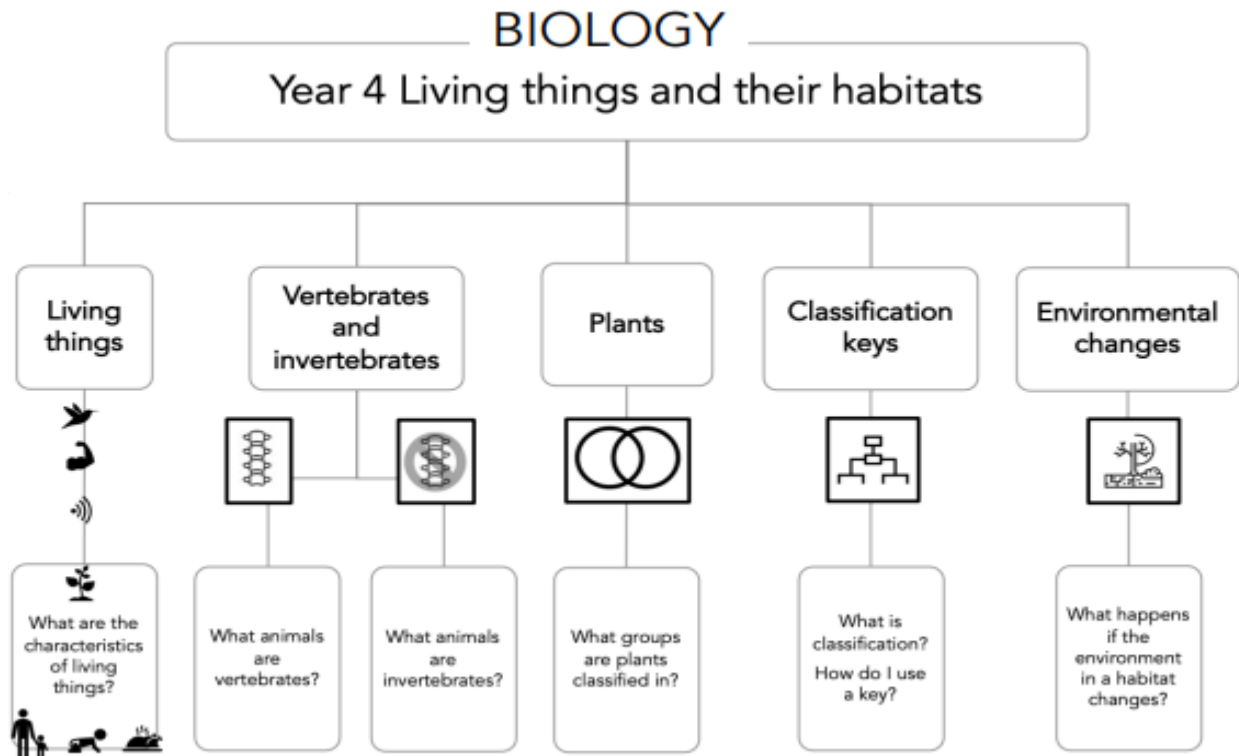 BIOLOGY
Year 4 Living things and their habitats
Living
things
Vertebrates
and
invertebrates
Plants
Classification
keys
Environmental
changes
What are the
characteristics
of living
things?
What animals
are
vertebrates?
What animals
are
invertebrates?
What groups
are plants
classified in?
What is
classification?
How do I use
a key?
What happens
if the
environment
in a habitat
changes?